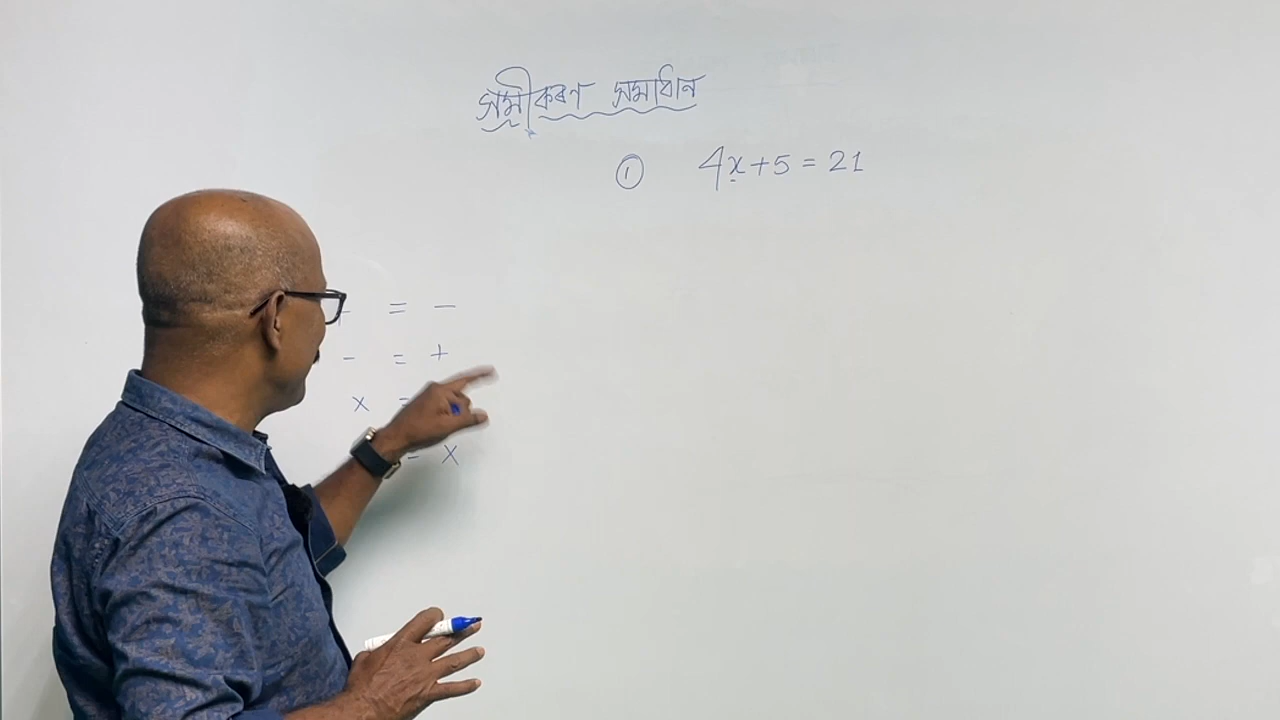 সমীকৰণ সমাধান
① 4x+5=21
+ = -
- = +
x =
- x